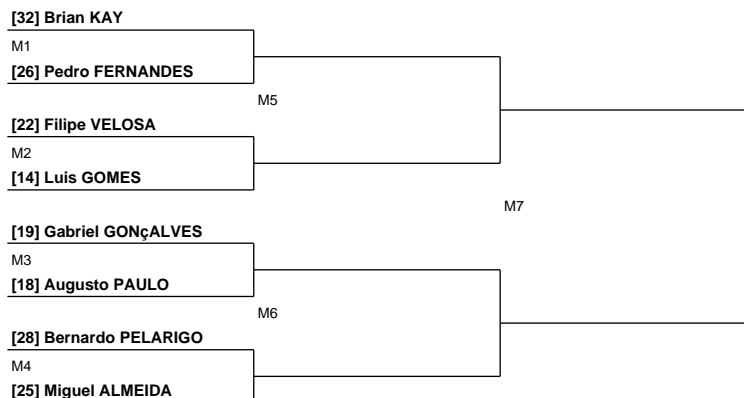 [32] Brian KAY
M1
[26] Pedro FERNANDES
M5
[22] Filipe VELOSA
M2
[14] Luis GOMES
M7
[19] Gabriel GONçALVES
M3
[18] Augusto PAULO
M6
[28] Bernardo PELARIGO
M4
[25] Miguel ALMEIDA